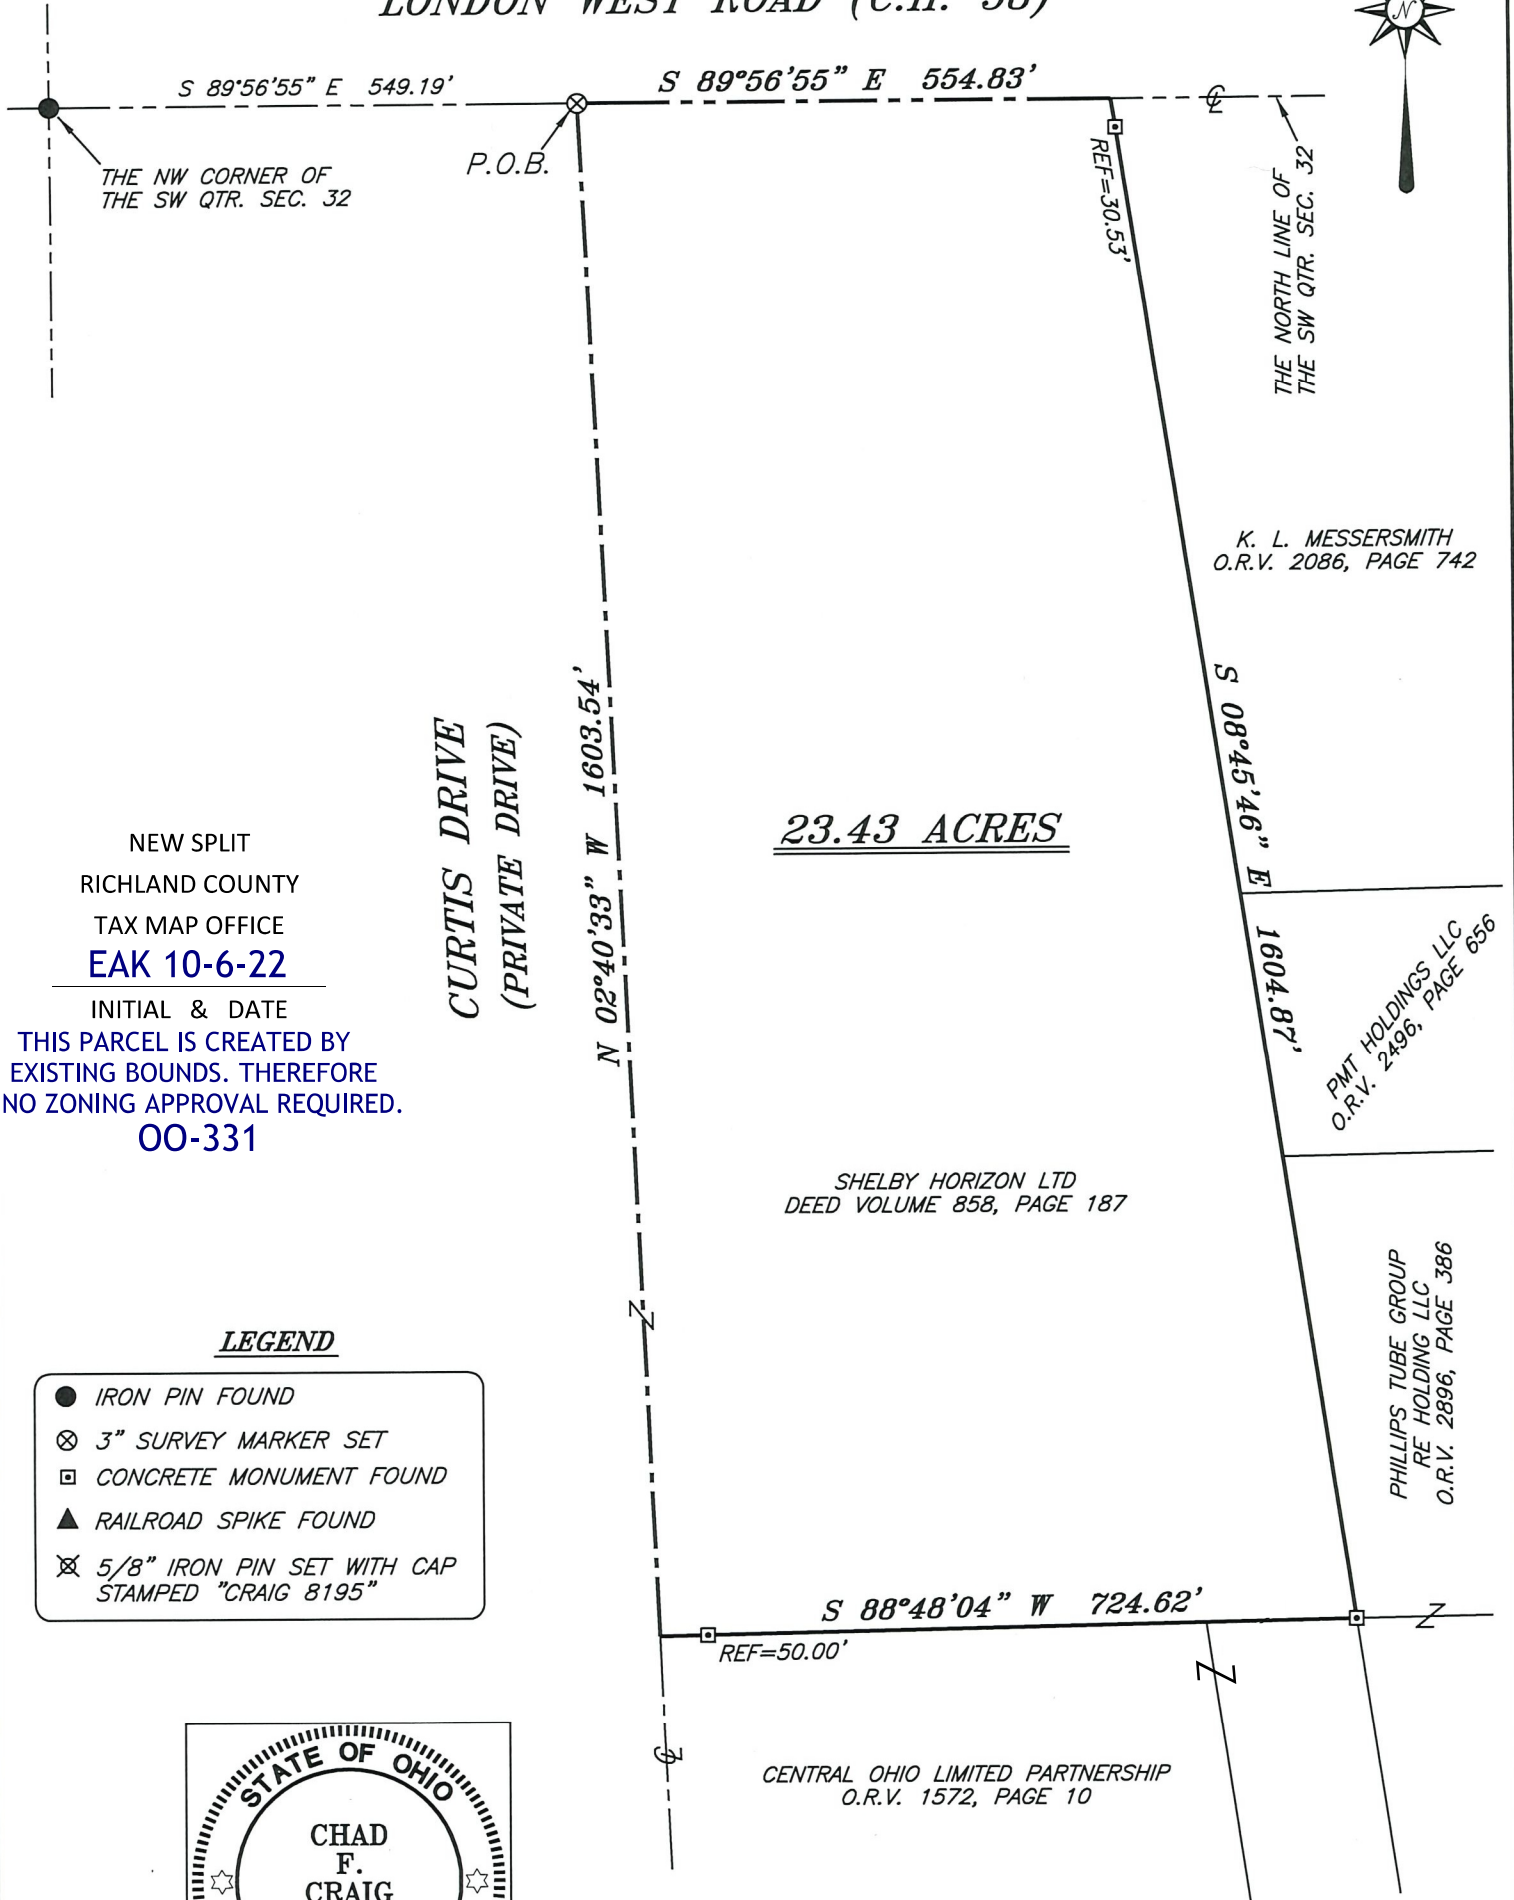 LONDON WEST ROAD (C.H. 58)
N
S 89°56'55" E 549.19'
S 89°56'55" E 554.83'
THE NW CORNER OF
THE SW QTR. SEC. 32
P.O.B.
REF=30.53'
THE NORTH LINE OF
THE SW QTR. SEC. 32
K. L. MESSERSMITH
O.R.V. 2086, PAGE 742
S 08°45'46" E 1604.87'
CURTIS DRIVE
(PRIVATE DRIVE)
N 02°40'33" W 1603.54'
23.43 ACRES
NEW SPLIT
RICHLAND COUNTY
TAX MAP OFFICE
EAK 10-6-22
INITIAL & DATE
THIS PARCEL IS CREATED BY
EXISTING BOUNDS. THEREFORE
NO ZONING APPROVAL REQUIRED.
OO-331
PMT HOLDINGS LLC
O.R.V. 2496, PAGE 656
SHELBY HORIZON LTD
DEED VOLUME 858, PAGE 187
PHILLIPS TUBE GROUP
RE HOLDING LLC
O.R.V. 2896, PAGE 386
LEGEND
IRON PIN FOUND
3" SURVEY MARKER SET
CONCRETE MONUMENT FOUND
RAILROAD SPIKE FOUND
5/8" IRON PIN SET WITH CAP
STAMPED "CRAIG 8195"
S 88°48'04" W 724.62'
REF=50.00'
CENTRAL OHIO LIMITED PARTNERSHIP
O.R.V. 1572, PAGE 10
STATE OF OHIO
CHAD
F.
CRAIG